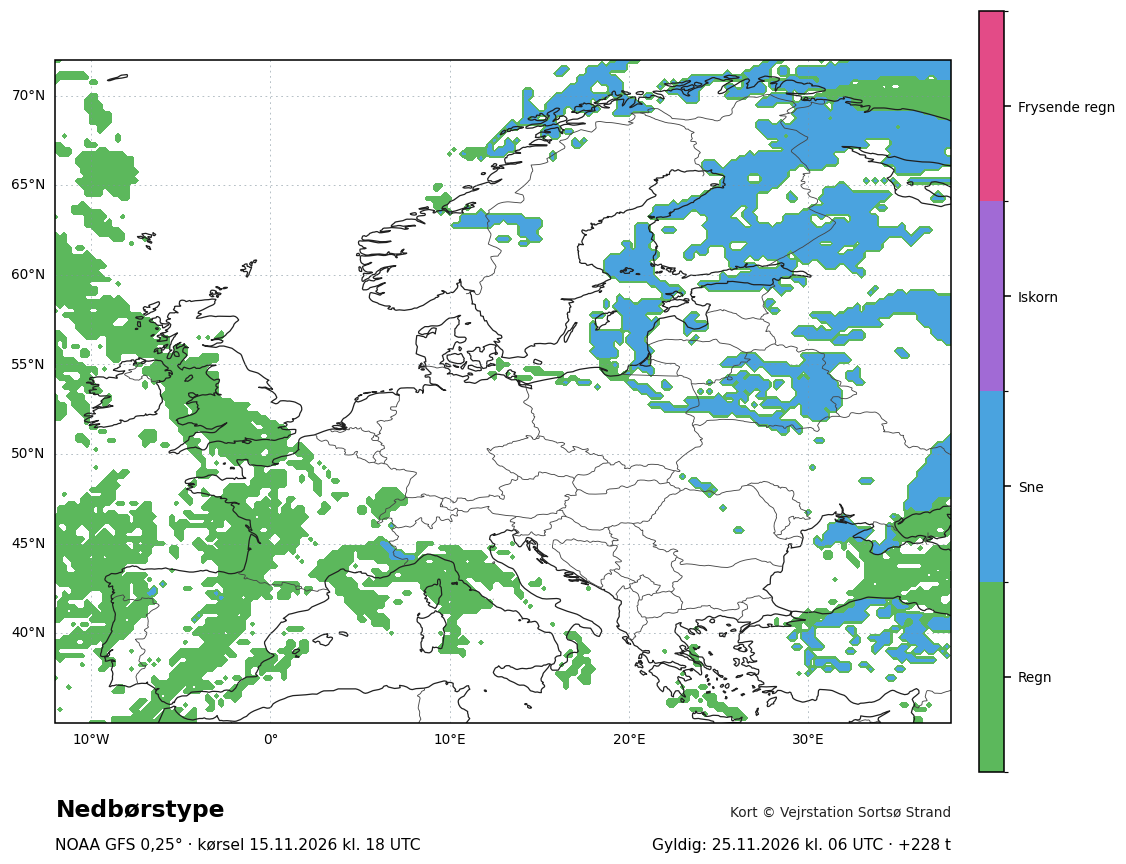 Frysende regn
Iskorn
Sne
Regn
70°N
65°N
60°N
55°N
50°N
45°N
40°N
10°W
0°
10°E
20°E
30°E
Nedbørstype
Kort © Vejrstation Sortsø Strand
NOAA GFS 0,25° · kørsel 15.11.2026 kl. 18 UTC
Gyldig: 25.11.2026 kl. 06 UTC · +228 t